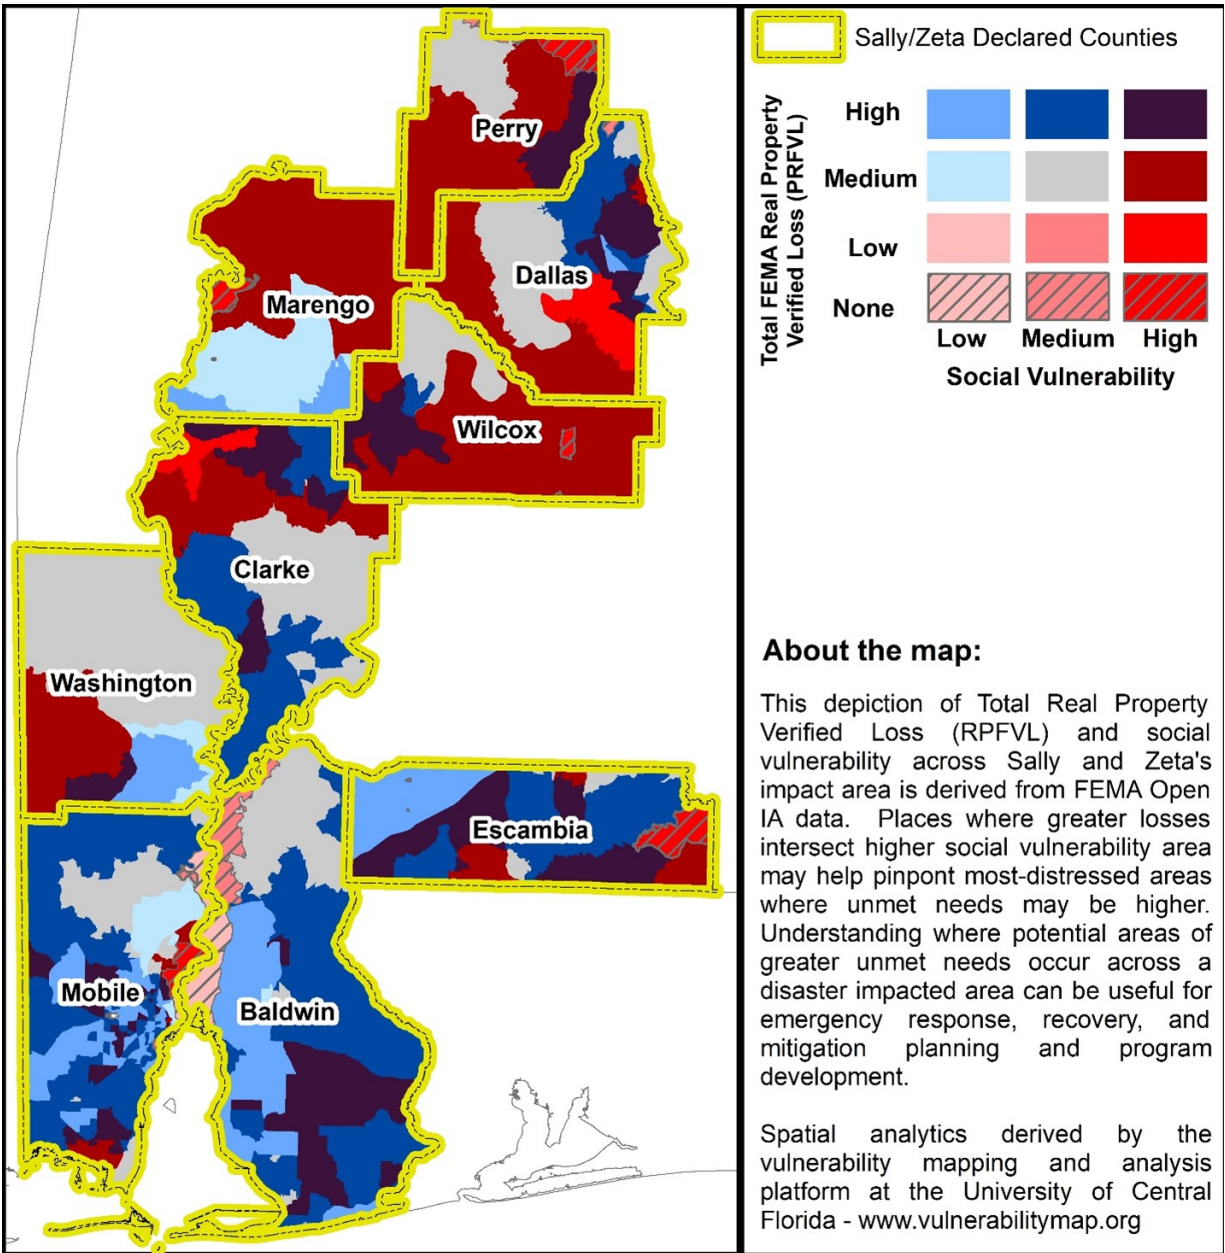 Perry
Dallas
Marengo
Wilcox
Clarke
Washington
Escambia
Mobile
Baldwin
Sally/Zeta Declared Counties
Total FEMA Real Property
Verified Loss (PRFVL)
High
Medium
Low
None
Low Medium High
Social Vulnerability
About the map:
This depiction of Total Real Property
Verified Loss (RPFVL) and social
vulnerability across Sally and Zeta's
impact area is derived from FEMA Open
IA data. Places where greater losses
intersect higher social vulnerability area
may help pinpont most-distressed areas
where unmet needs may be higher.
Understanding where potential areas of
greater unmet needs occur across a
disaster impacted area can be useful for
emergency response, recovery, and
mitigation planning and program
development.
Spatial analytics derived by the
vulnerability mapping and analysis
platform at the University of Central
Florida - www.vulnerabilitymap.org